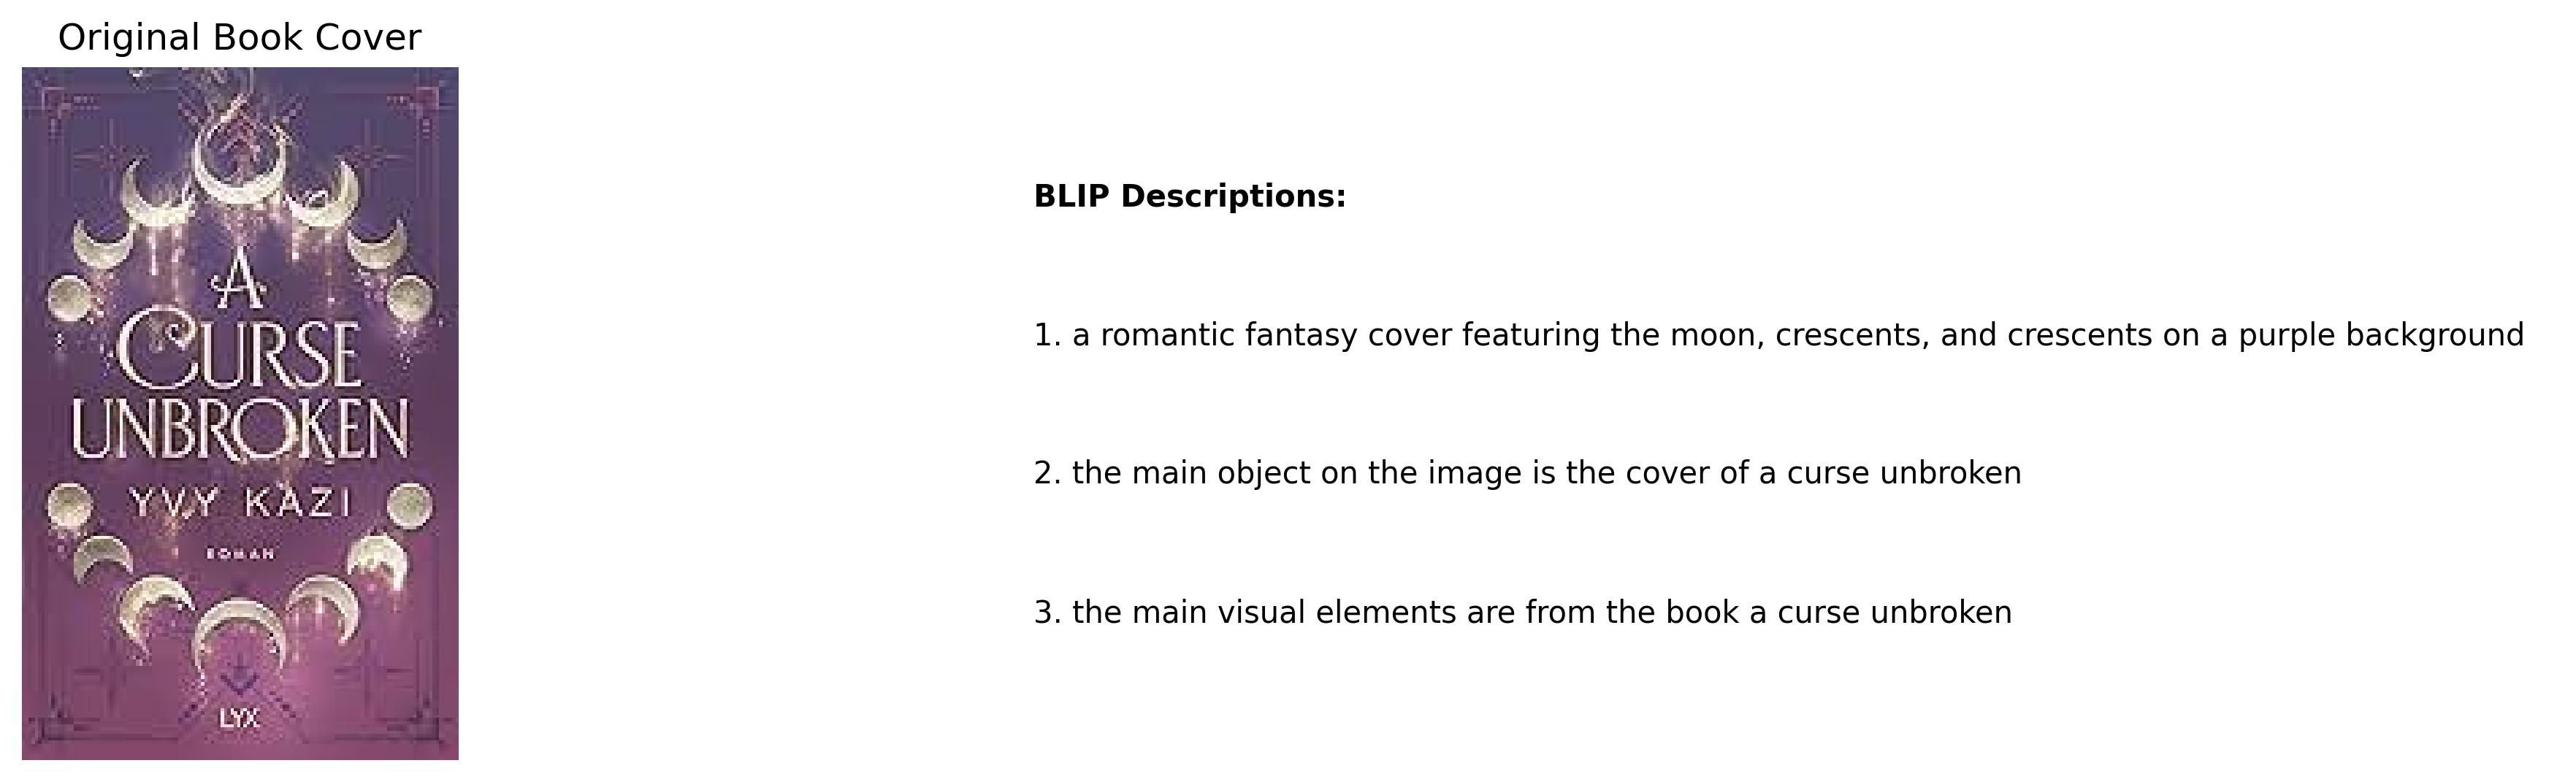 Original Book Cover
A
CURSE
UNBROKEN
YVY KAZI
ROMAN
LYX
BLIP Descriptions:
1. a romantic fantasy cover featuring the moon, crescents, and crescents on a purple background
2. the main object on the image is the cover of a curse unbroken
3. the main visual elements are from the book a curse unbroken